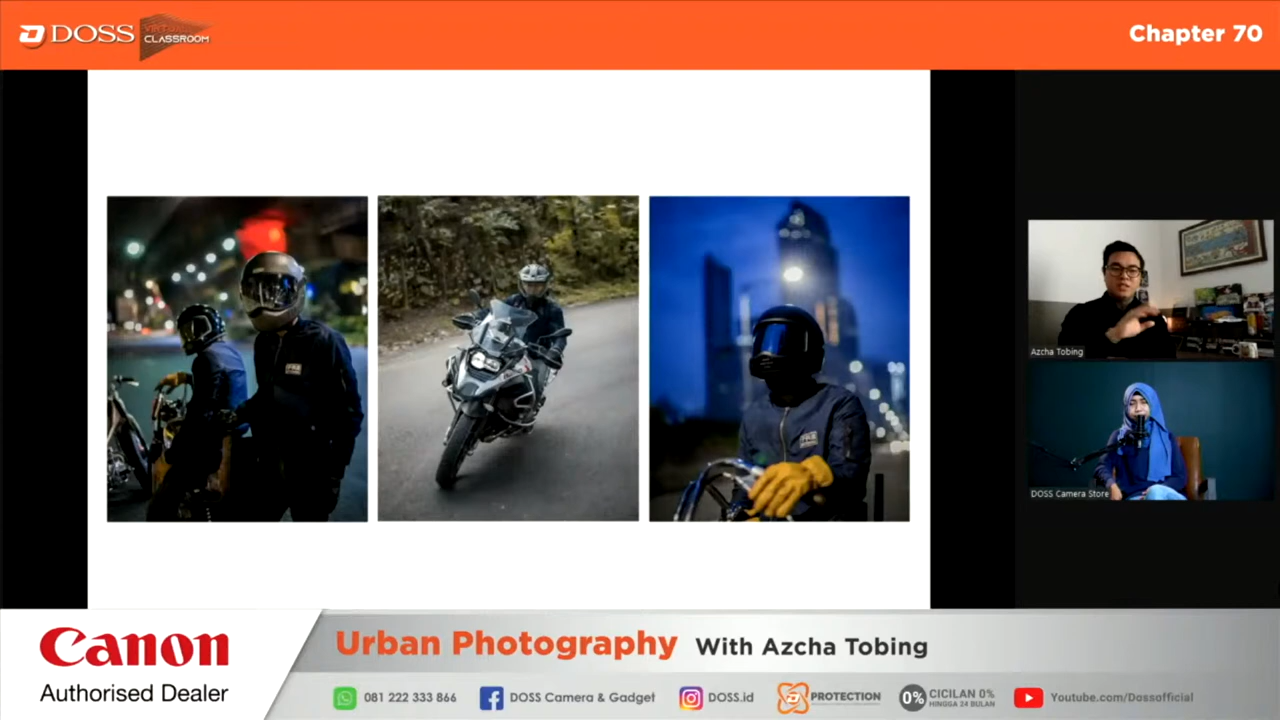 DOSS
VIRTUAL
CLASSROOM
Chapter 70
Azcha Tobing
DOSS Camera Store
Canon
Authorised Dealer
Urban Photography With Azcha Tobing
081 222 333 866
DOSS Camera & Gadget
DOSS.id
PROTECTION
0%
CICILAN 0%
HINGGA 24 BULAN
Youtube.com/Dossofficial